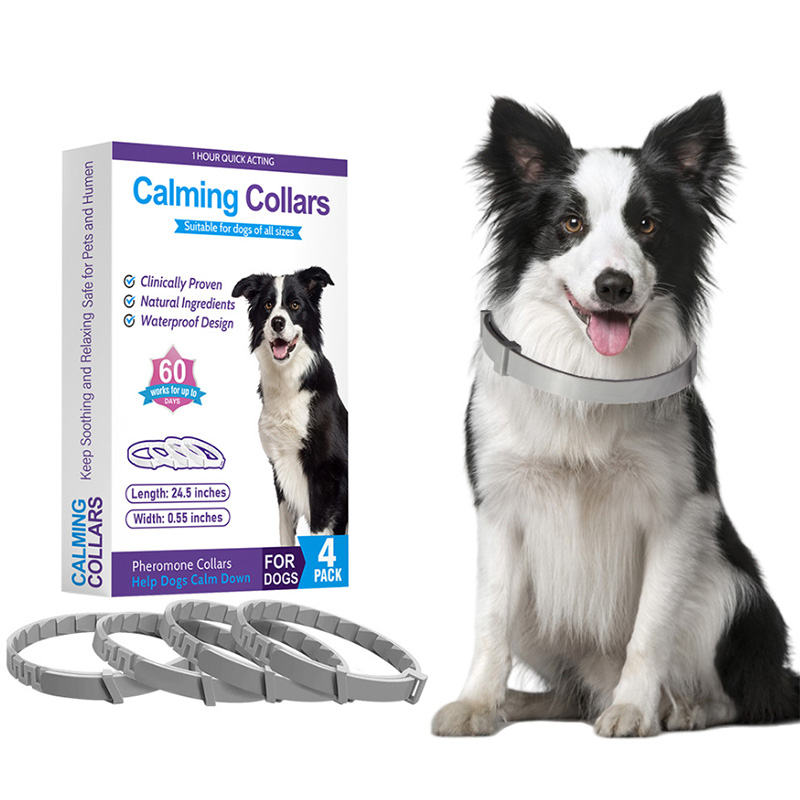 1 HOUR QUICK ACTING
Calming Collars
Suitable for dogs of all sizes
Clinically Proven
Natural Ingredients
Waterproof Design
60
works for up to
DAYS
Length: 24.5 inches
Width: 0.55 inches
Pheromone Collars
Help Dogs Calm Down
FOR
DOGS
4
PACK
Keep Soothing and Relaxing Safe for Pets and Humen
CALMING
COLLARS